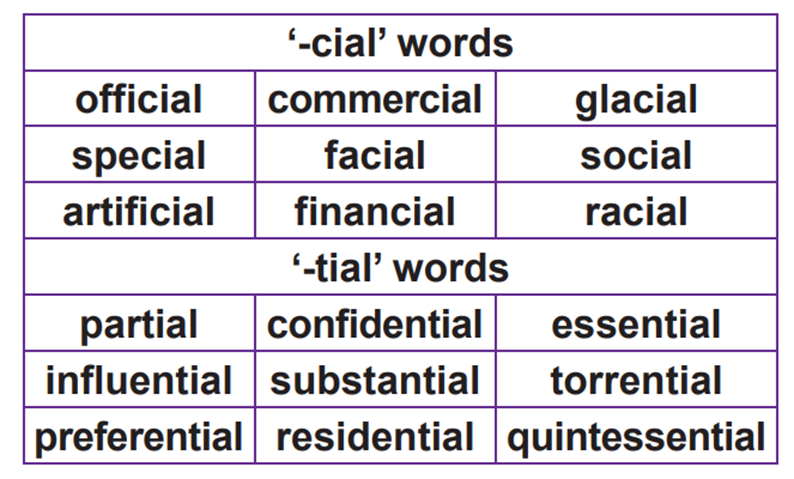 ‘-cial’ words
official commercial glacial
special facial social
artificial financial racial
‘-tial’ words
partial confidential essential
influential substantial torrential
preferential residential quintessential